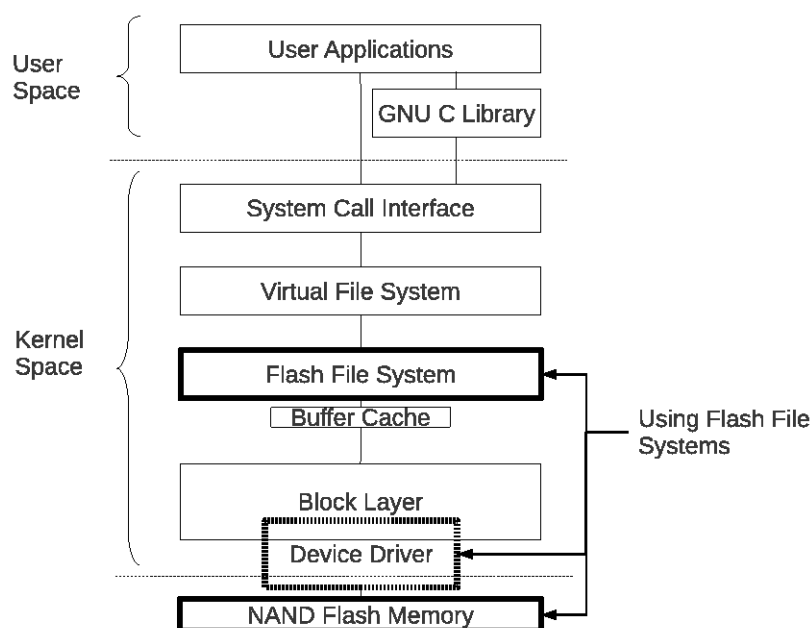 User Applications
User
Space
GNU C Library
System Call Interface
Virtual File System
Kernel
Space
Flash File System
Buffer Cache
Using Flash File
Systems
Block Layer
Device Driver
NAND Flash Memory